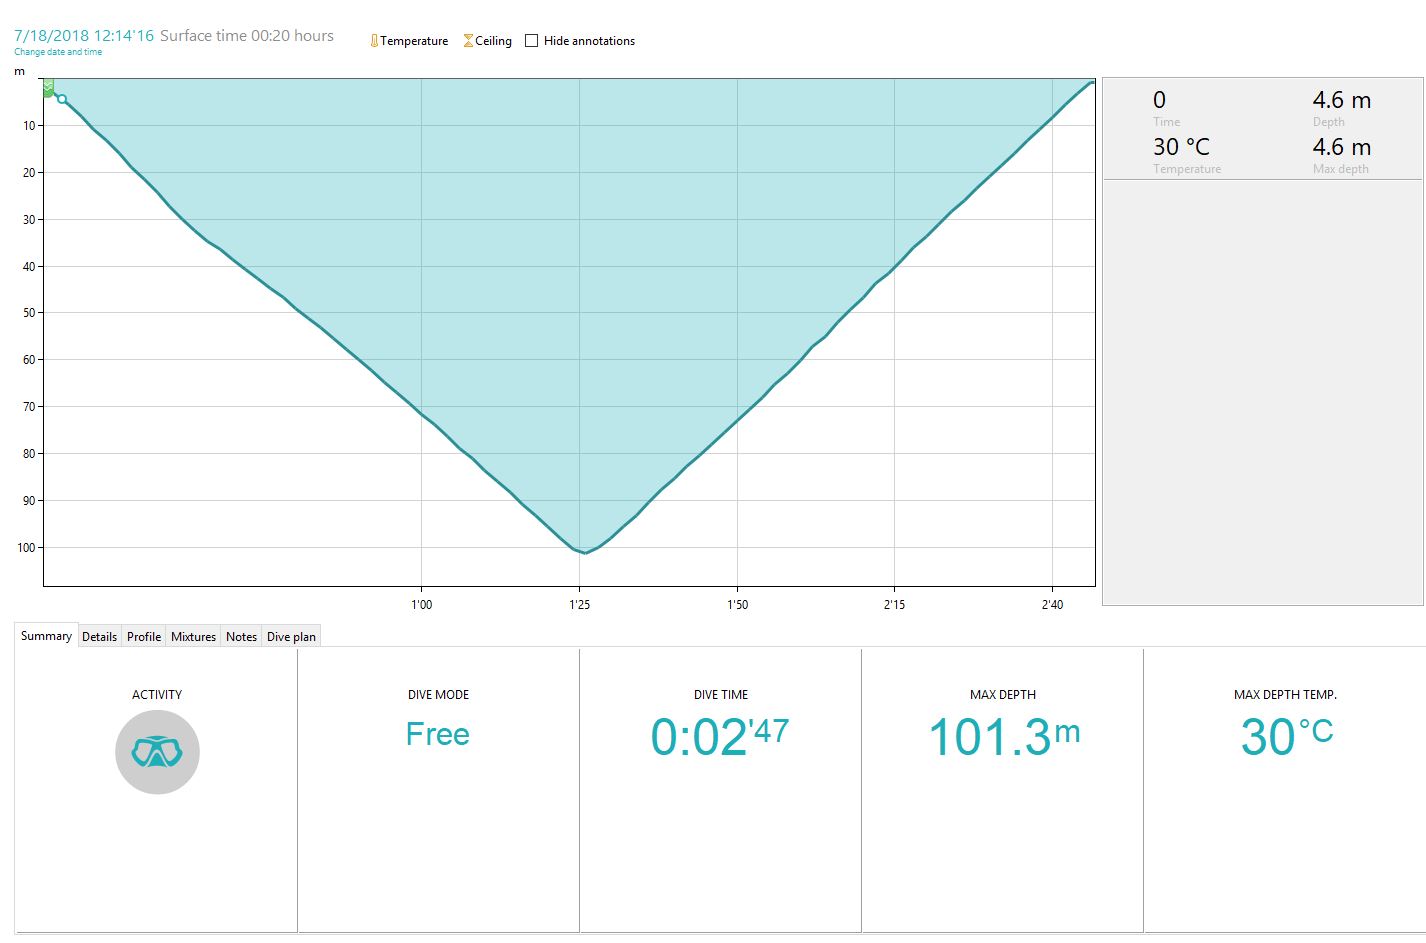 7/18/2018 12:14'16 Surface time 00:20 hours
Change date and time
Temperature Ceiling Hide annotations
m
10
20
30
40
50
60
70
80
90
100
1'00 1'25 1'50 2'15 2'40
0 4.6 m
Time Depth
30 °C 4.6 m
Temperature Max depth
Summary Details Profile Mixtures Notes Dive plan
ACTIVITY DIVE MODE DIVE TIME MAX DEPTH MAX DEPTH TEMP.
Free 0:02'47 101.3 m 30 °C